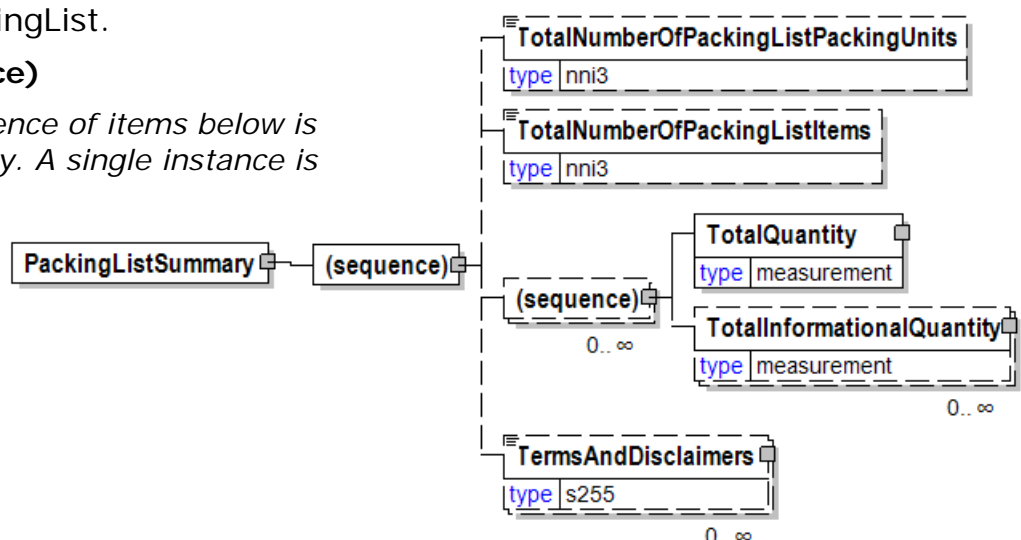 ingList.
ce)
ence of items below is
y. A single instance is
TotalNumberOfPackingListPackingUnits
type nni3
TotalNumberOfPackingListItems
type nni3
PackingListSummary
(sequence)
(sequence)
0.. ∞
TotalQuantity
type measurement
TotalInformationalQuantity
type measurement
0.. ∞
TermsAndDisclaimers
type s255
0.. ∞